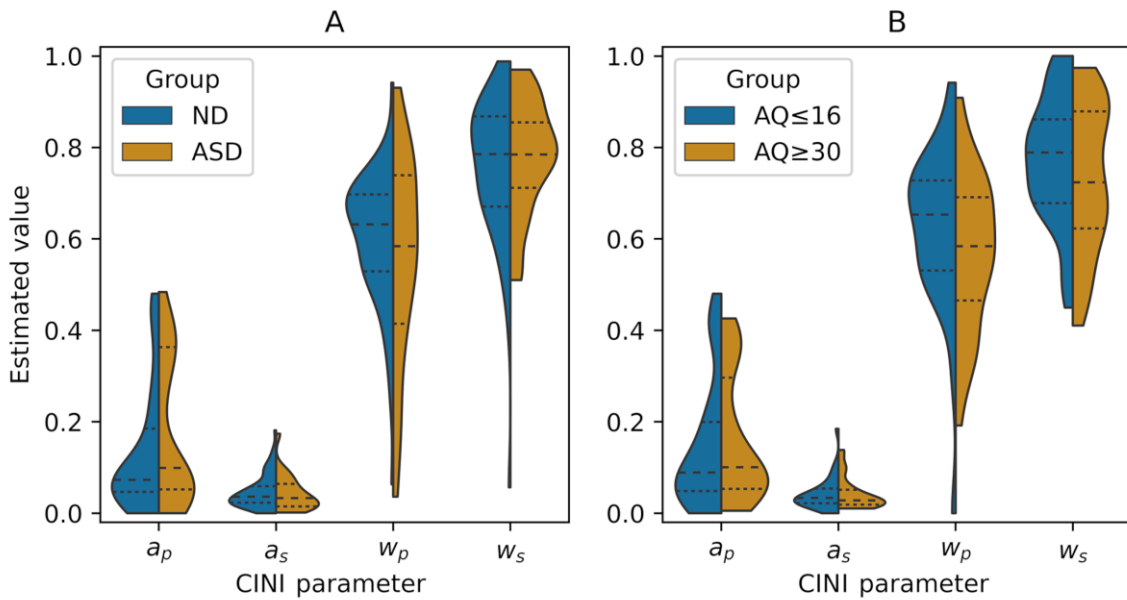 A
B
Estimated value
1.0
0.8
0.6
0.4
0.2
0.0
Group
ND
ASD
a_p
a_s
w_p
w_s
CINI parameter
1.0
0.8
0.6
0.4
0.2
0.0
Group
AQ≤16
AQ≥30
a_p
a_s
w_p
w_s
CINI parameter